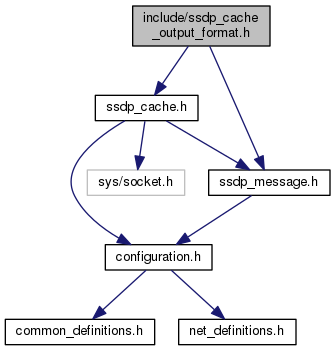 include/ssdp_cache
_output_format.h
ssdp_cache.h
sys/socket.h
ssdp_message.h
configuration.h
common_definitions.h
net_definitions.h